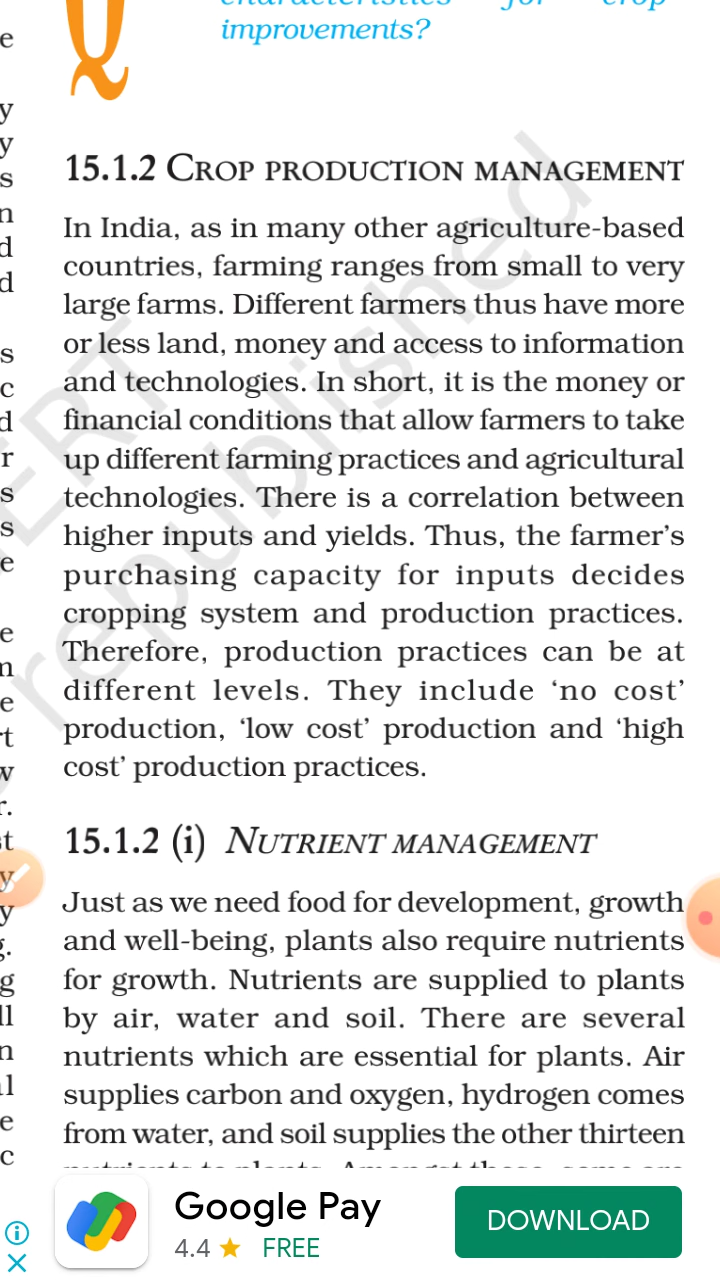 improvements?
15.1.2 CROP PRODUCTION MANAGEMENT
In India, as in many other agriculture-based
countries, farming ranges from small to very
large farms. Different farmers thus have more
or less land, money and access to information
and technologies. In short, it is the money or
financial conditions that allow farmers to take
up different farming practices and agricultural
technologies. There is a correlation between
higher inputs and yields. Thus, the farmer’s
purchasing capacity for inputs decides
cropping system and production practices.
Therefore, production practices can be at
different levels. They include ‘no cost’
production, ‘low cost’ production and ‘high
cost’ production practices.
15.1.2 (i) NUTRIENT MANAGEMENT
Just as we need food for development, growth
and well-being, plants also require nutrients
for growth. Nutrients are supplied to plants
by air, water and soil. There are several
nutrients which are essential for plants. Air
supplies carbon and oxygen, hydrogen comes
from water, and soil supplies the other thirteen
Google Pay
4.4 ★ FREE
DOWNLOAD
republished